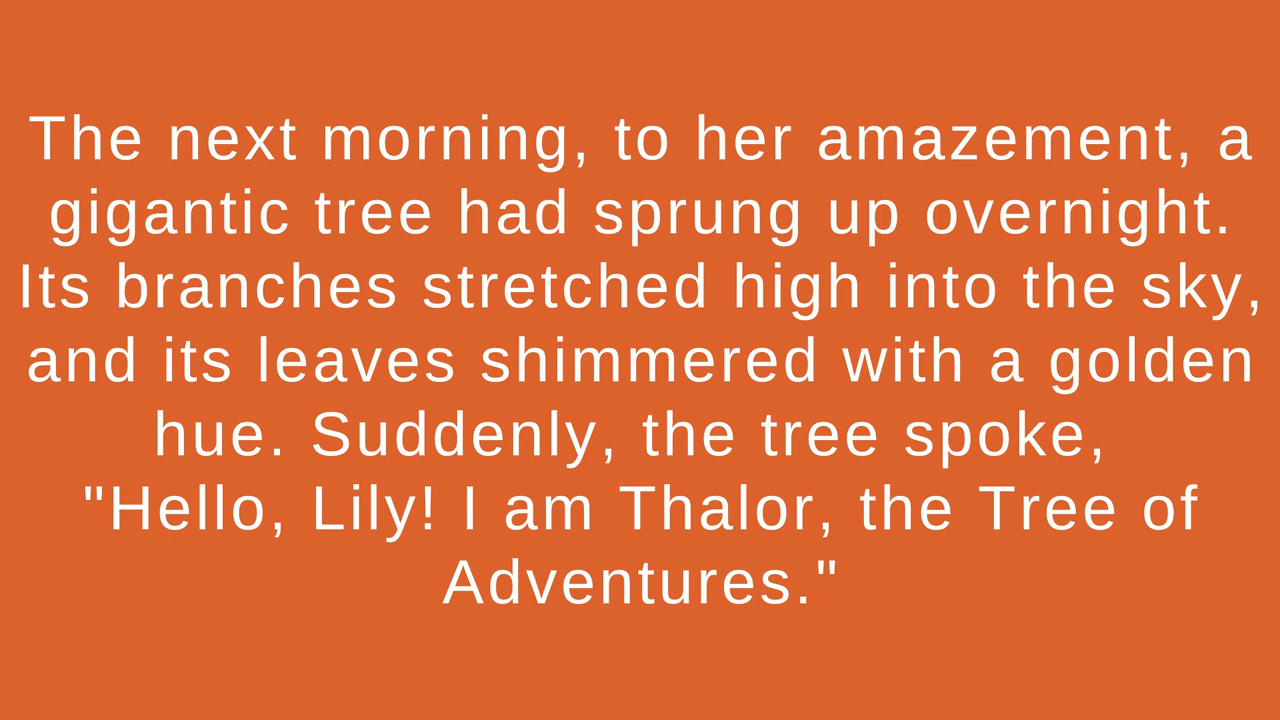 The next morning, to her amazement, a
gigantic tree had sprung up overnight.
Its branches stretched high into the sky,
and its leaves shimmered with a golden
hue. Suddenly, the tree spoke,
"Hello, Lily! I am Thalor, the Tree of
Adventures."